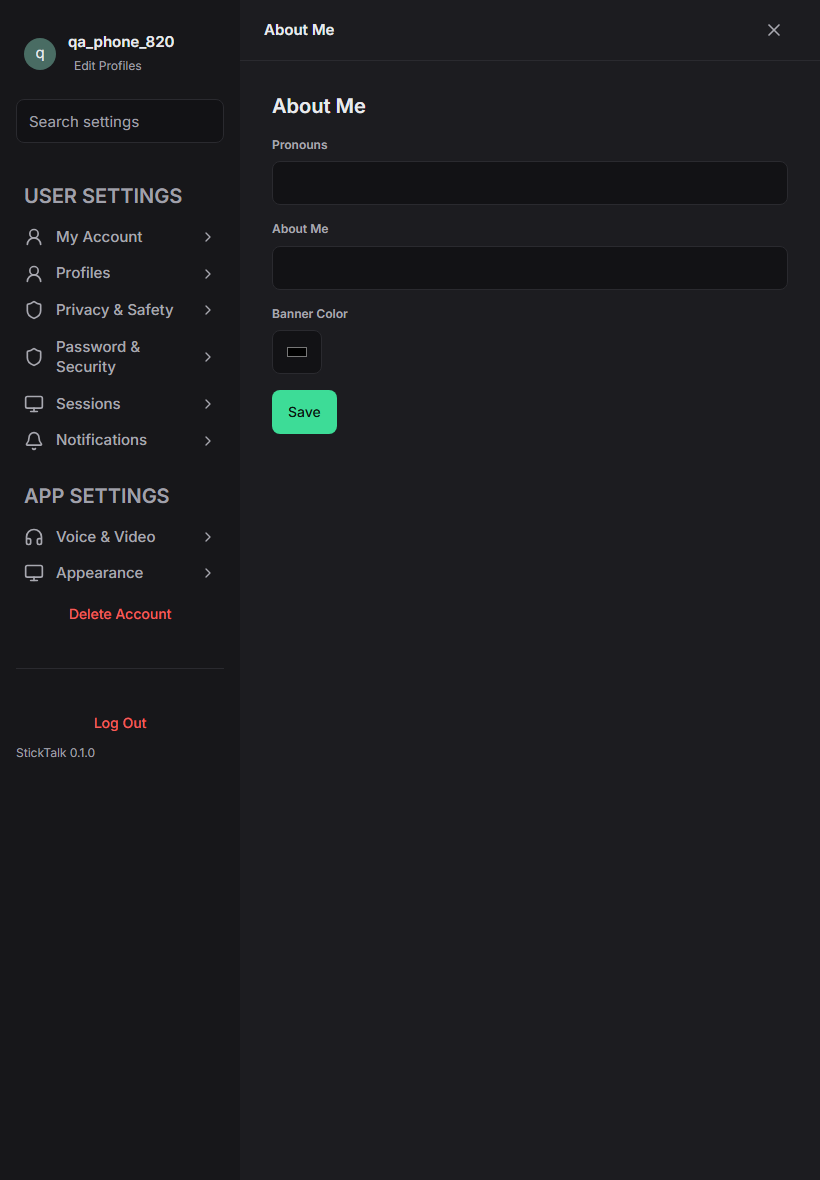 q
qa_phone_820
Edit Profiles
Search settings
USER SETTINGS
My Account
Profiles
Privacy & Safety
Password &
Security
Sessions
Notifications
APP SETTINGS
Voice & Video
Appearance
Delete Account
Log Out
StickTalk 0.1.0
About Me
About Me
Pronouns
About Me
Banner Color
Save